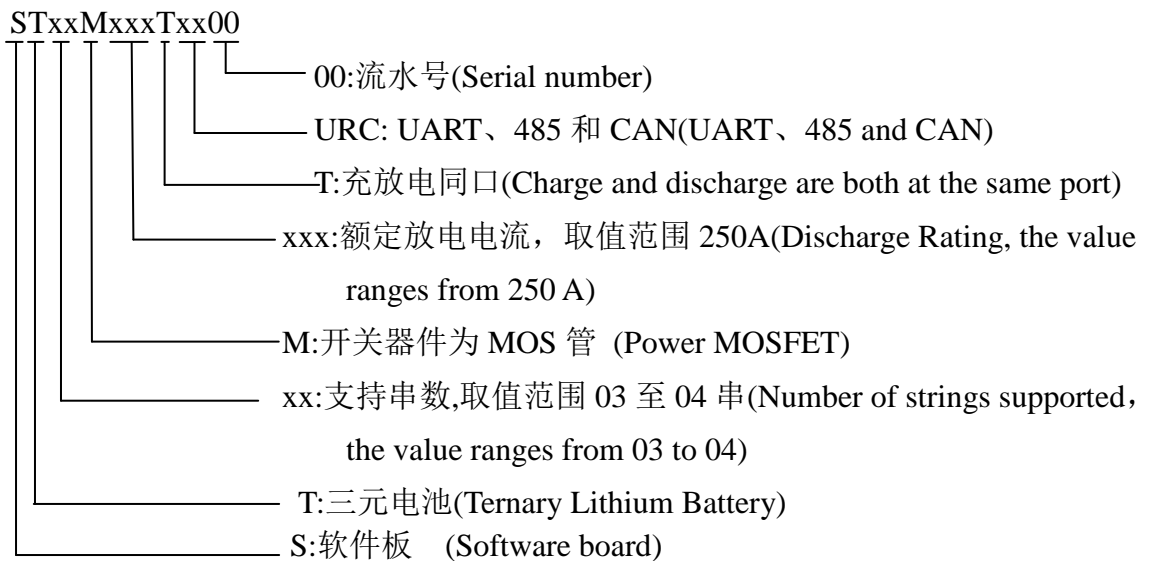 STxxMxxxTxx00
00:流水号(Serial number)
URC: UART、485 和 CAN(UART、485 and CAN)
T:充放电同口(Charge and discharge are both at the same port)
xxx:额定放电电流，取值范围 250A(Discharge Rating, the value
ranges from 250 A)
M:开关器件为 MOS 管 (Power MOSFET)
xx:支持串数,取值范围 03 至 04 串(Number of strings supported，
the value ranges from 03 to 04)
T:三元电池(Ternary Lithium Battery)
S:软件板 (Software board)